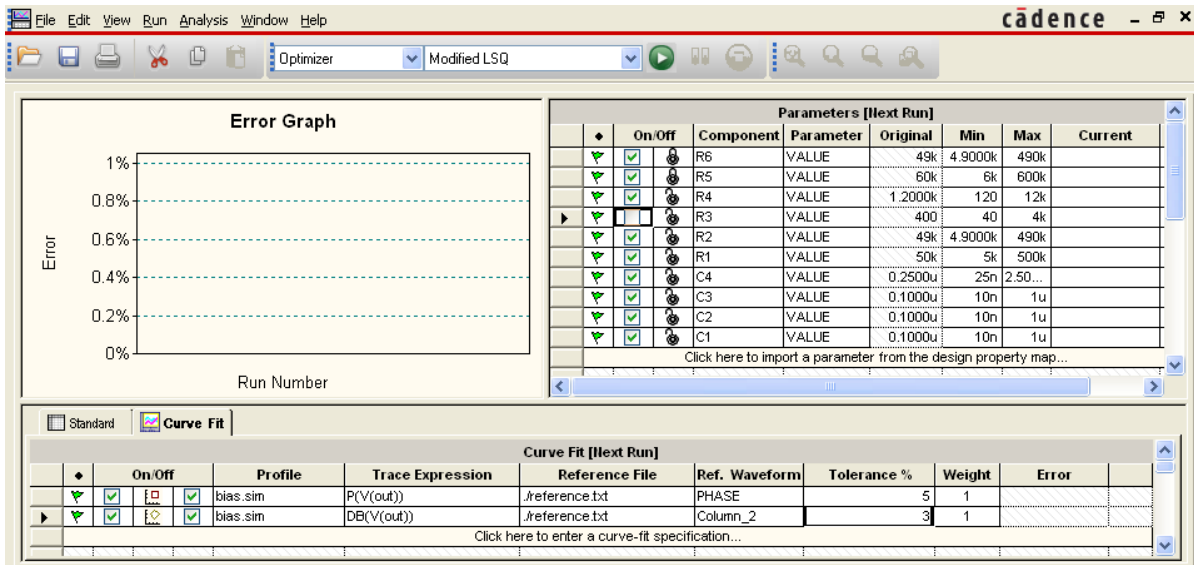 File Edit View Run Analysis Window Help
cādence
Optimizer
Modified LSQ
Error Graph
1%
0.8%
0.6%
0.4%
0.2%
0%
Error
Run Number
Parameters [Next Run]
On/Off Component Parameter Original Min Max Current
R6 VALUE 49k 4.9000k 490k
R5 VALUE 60k 6k 600k
R4 VALUE 1.2000k 120 12k
R3 VALUE 400 40 4k
R2 VALUE 49k 4.9000k 490k
R1 VALUE 50k 5k 500k
C4 VALUE 0.2500u 25n 2.50...
C3 VALUE 0.1000u 10n 1u
C2 VALUE 0.1000u 10n 1u
C1 VALUE 0.1000u 10n 1u
Click here to import a parameter from the design property map...
Standard Curve Fit
Curve Fit [Next Run]
On/Off Profile Trace Expression Reference File Ref. Waveform Tolerance % Weight Error
bias.sim P(V(out)) ./reference.txt PHASE 5 1
bias.sim DB(V(out)) ./reference.txt Column_2 3 1
Click here to enter a curve-fit specification...